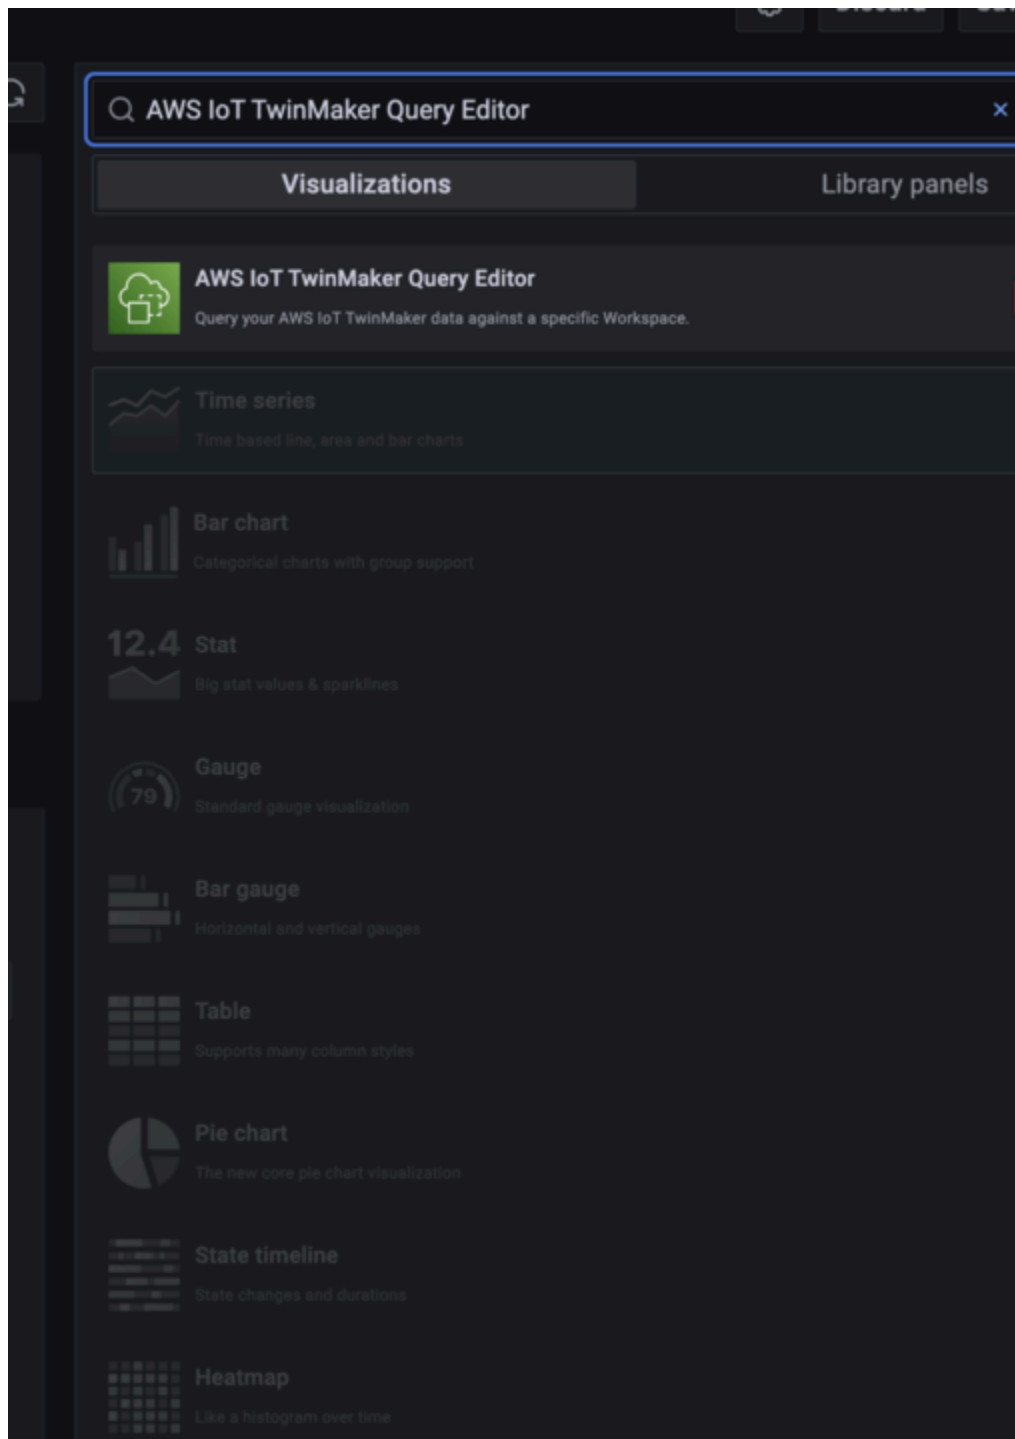 Discard
AWS IoT TwinMaker Query Editor
Visualizations
Library panels
AWS IoT TwinMaker Query Editor
Query your AWS IoT TwinMaker data against a specific Workspace.
Time series
Time based line, area and bar charts
Bar chart
Categorical charts with group support
12.4
Stat
Big stat values & sparklines
Gauge
79
Standard gauge visualization
Bar gauge
Horizontal and vertical gauges
Table
Supports many column styles
Pie chart
The new core pie chart visualization
State timeline
State changes and durations
Heatmap
Like a histogram over time